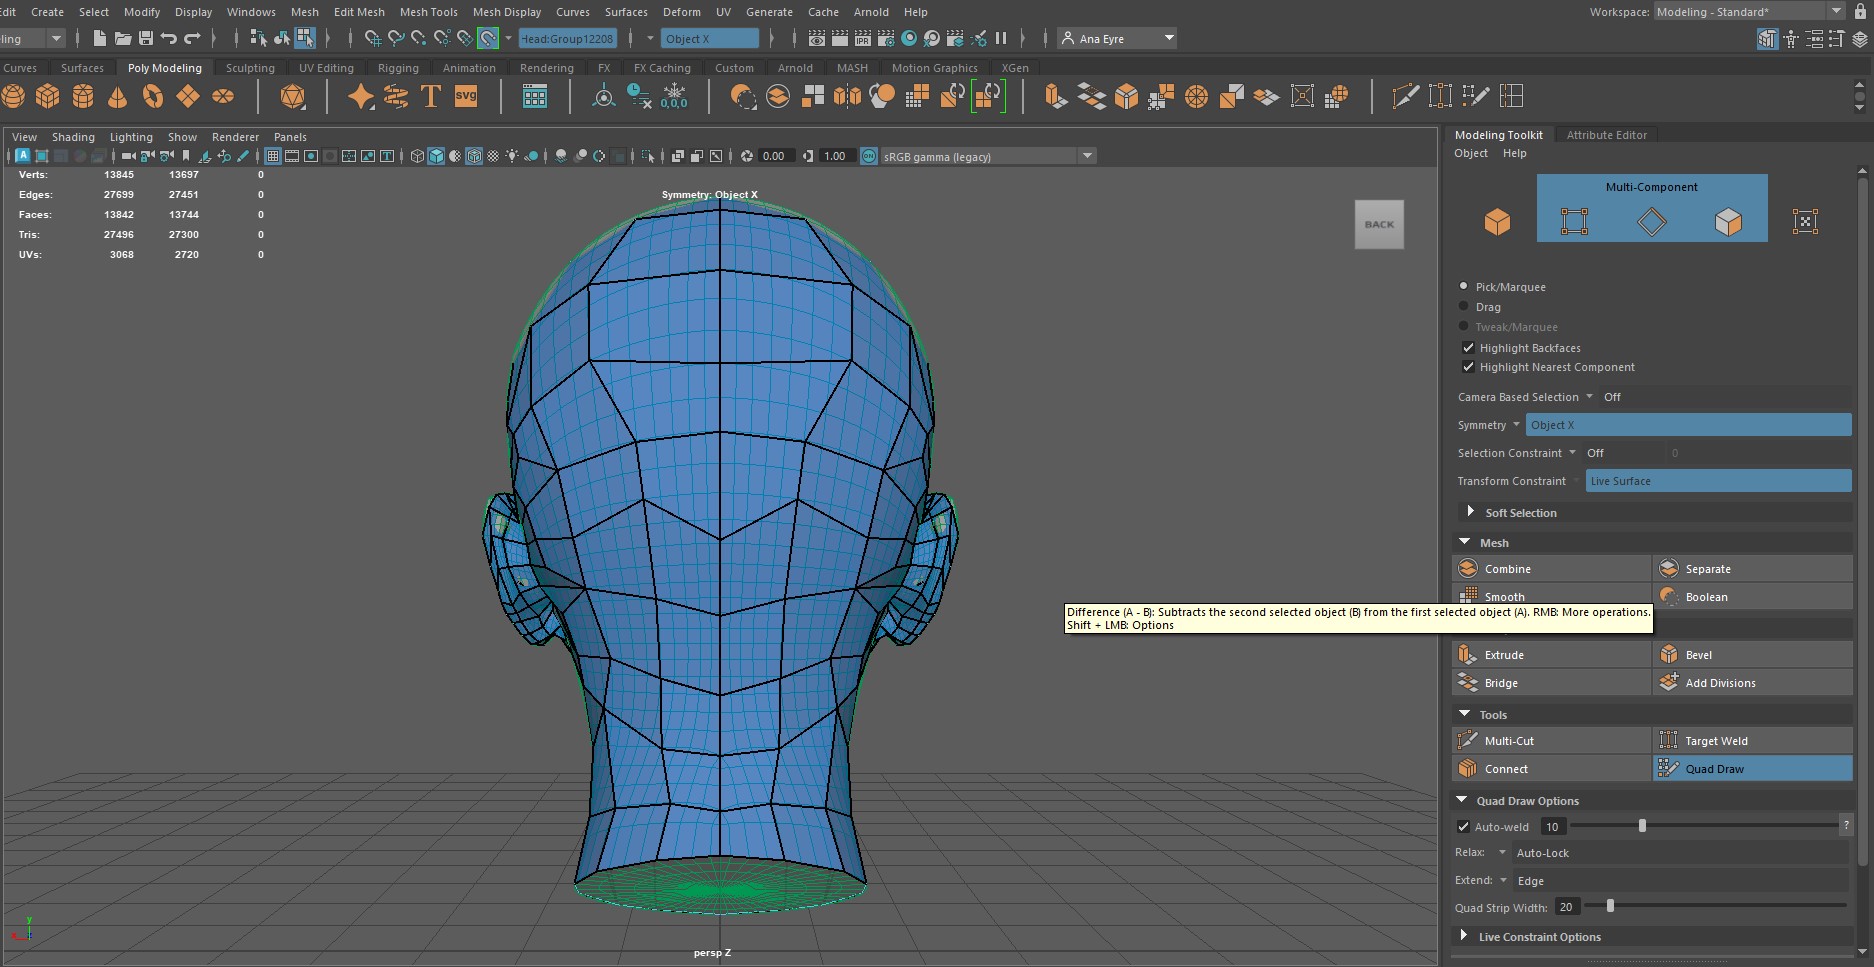 dit Create Select Modify Display Windows Mesh Edit Mesh Mesh Tools Mesh Display Curves Surfaces Deform UV Generate Cache Arnold Help
Workspace: Modeling - Standard*
ling Head:Group12208 Object X Ana Eyre
IPR
Curves Surfaces Poly Modeling Sculpting UV Editing Rigging Animation Rendering FX FX Caching Custom Arnold MASH Motion Graphics XGen
T SVG 0,0,0
View Shading Lighting Show Renderer Panels
0.00 1.00 ON sRGB gamma (legacy)
Verts: 13845 13697 0
Edges: 27699 27451 0
Faces: 13842 13744 0
Tris: 27496 27300 0
UVs: 3068 2720 0
Symmetry: Object X
BACK
Difference (A - B): Subtracts the second selected object (B) from the first selected object (A). RMB: More operations.
Shift + LMB: Options
persp Z
y
Modeling Toolkit Attribute Editor
Object Help
Multi-Component
Pick/Marquee
Drag
Tweak/Marquee
Highlight Backfaces
Highlight Nearest Component
Camera Based Selection Off
Symmetry Object X
Selection Constraint Off 0
Transform Constraint Live Surface
Soft Selection
Mesh
Combine Separate
Smooth Boolean
Extrude Bevel
Bridge Add Divisions
Tools
Multi-Cut Target Weld
Connect Quad Draw
Quad Draw Options
Auto-weld 10 ?
Relax: Auto-Lock
Extend: Edge
Quad Strip Width: 20
Live Constraint Options